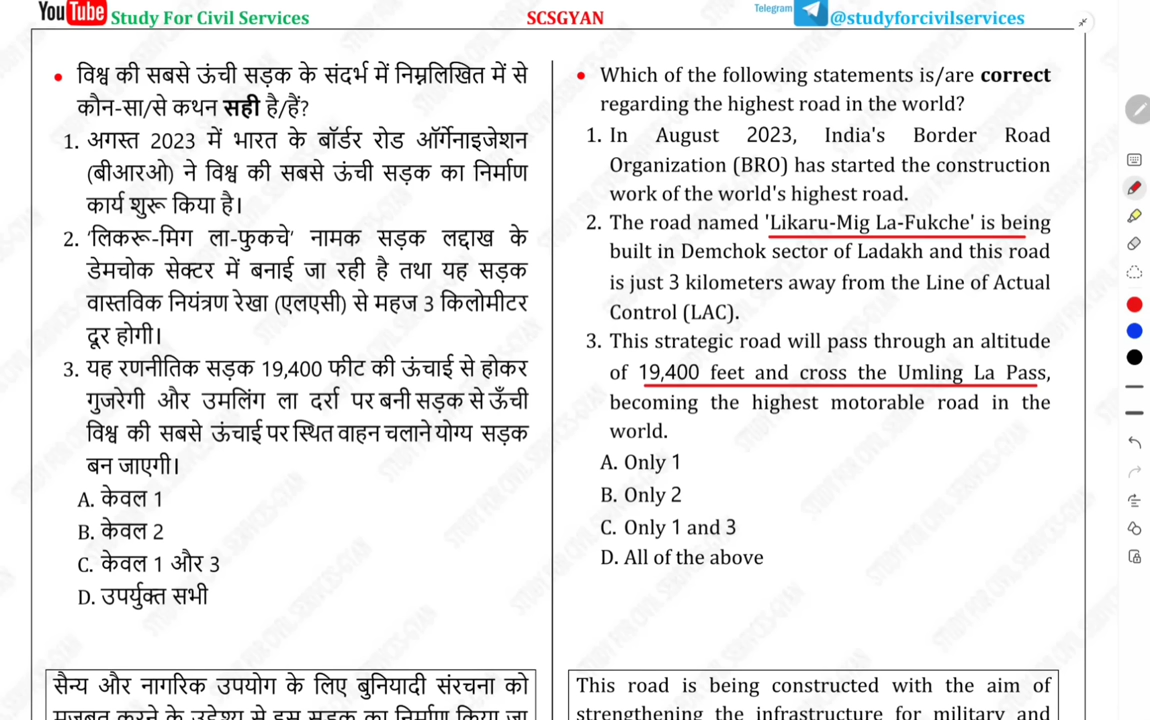 You Tube Study For Civil Services
SCSGYAN
Telegram @studyforcivilservices
• विश्व की सबसे ऊंची सड़क के संदर्भ में निम्नलिखित में से
कौन-सा/से कथन सही है/हैं?
1. अगस्त 2023 में भारत के बॉर्डर रोड ऑर्गेनाइजेशन
(बीआरओ) ने विश्व की सबसे ऊंची सड़क का निर्माण
कार्य शुरू किया है।
2. ‘लिकरू-मिग ला-फुकचे’ नामक सड़क लद्दाख के
डेमचोक सेक्टर में बनाई जा रही है तथा यह सड़क
वास्तविक नियंत्रण रेखा (एलएसी) से महज 3 किलोमीटर
दूर होगी।
3. यह रणनीतिक सड़क 19,400 फीट की ऊंचाई से होकर
गुजरेगी और उमलिंग ला दर्रा पर बनी सड़क से ऊँची
विश्व की सबसे ऊंचाई पर स्थित वाहन चलाने योग्य सड़क
बन जाएगी।
A. केवल 1
B. केवल 2
C. केवल 1 और 3
D. उपर्युक्त सभी
सैन्य और नागरिक उपयोग के लिए बुनियादी संरचना को
मजबूत करने के उद्देश्य से इस सड़क का निर्माण किया जा
• Which of the following statements is/are correct
regarding the highest road in the world?
1. In August 2023, India's Border Road
Organization (BRO) has started the construction
work of the world's highest road.
2. The road named 'Likaru-Mig La-Fukche' is being
built in Demchok sector of Ladakh and this road
is just 3 kilometers away from the Line of Actual
Control (LAC).
3. This strategic road will pass through an altitude
of 19,400 feet and cross the Umling La Pass,
becoming the highest motorable road in the
world.
A. Only 1
B. Only 2
C. Only 1 and 3
D. All of the above
This road is being constructed with the aim of
strengthening the infrastructure for military and